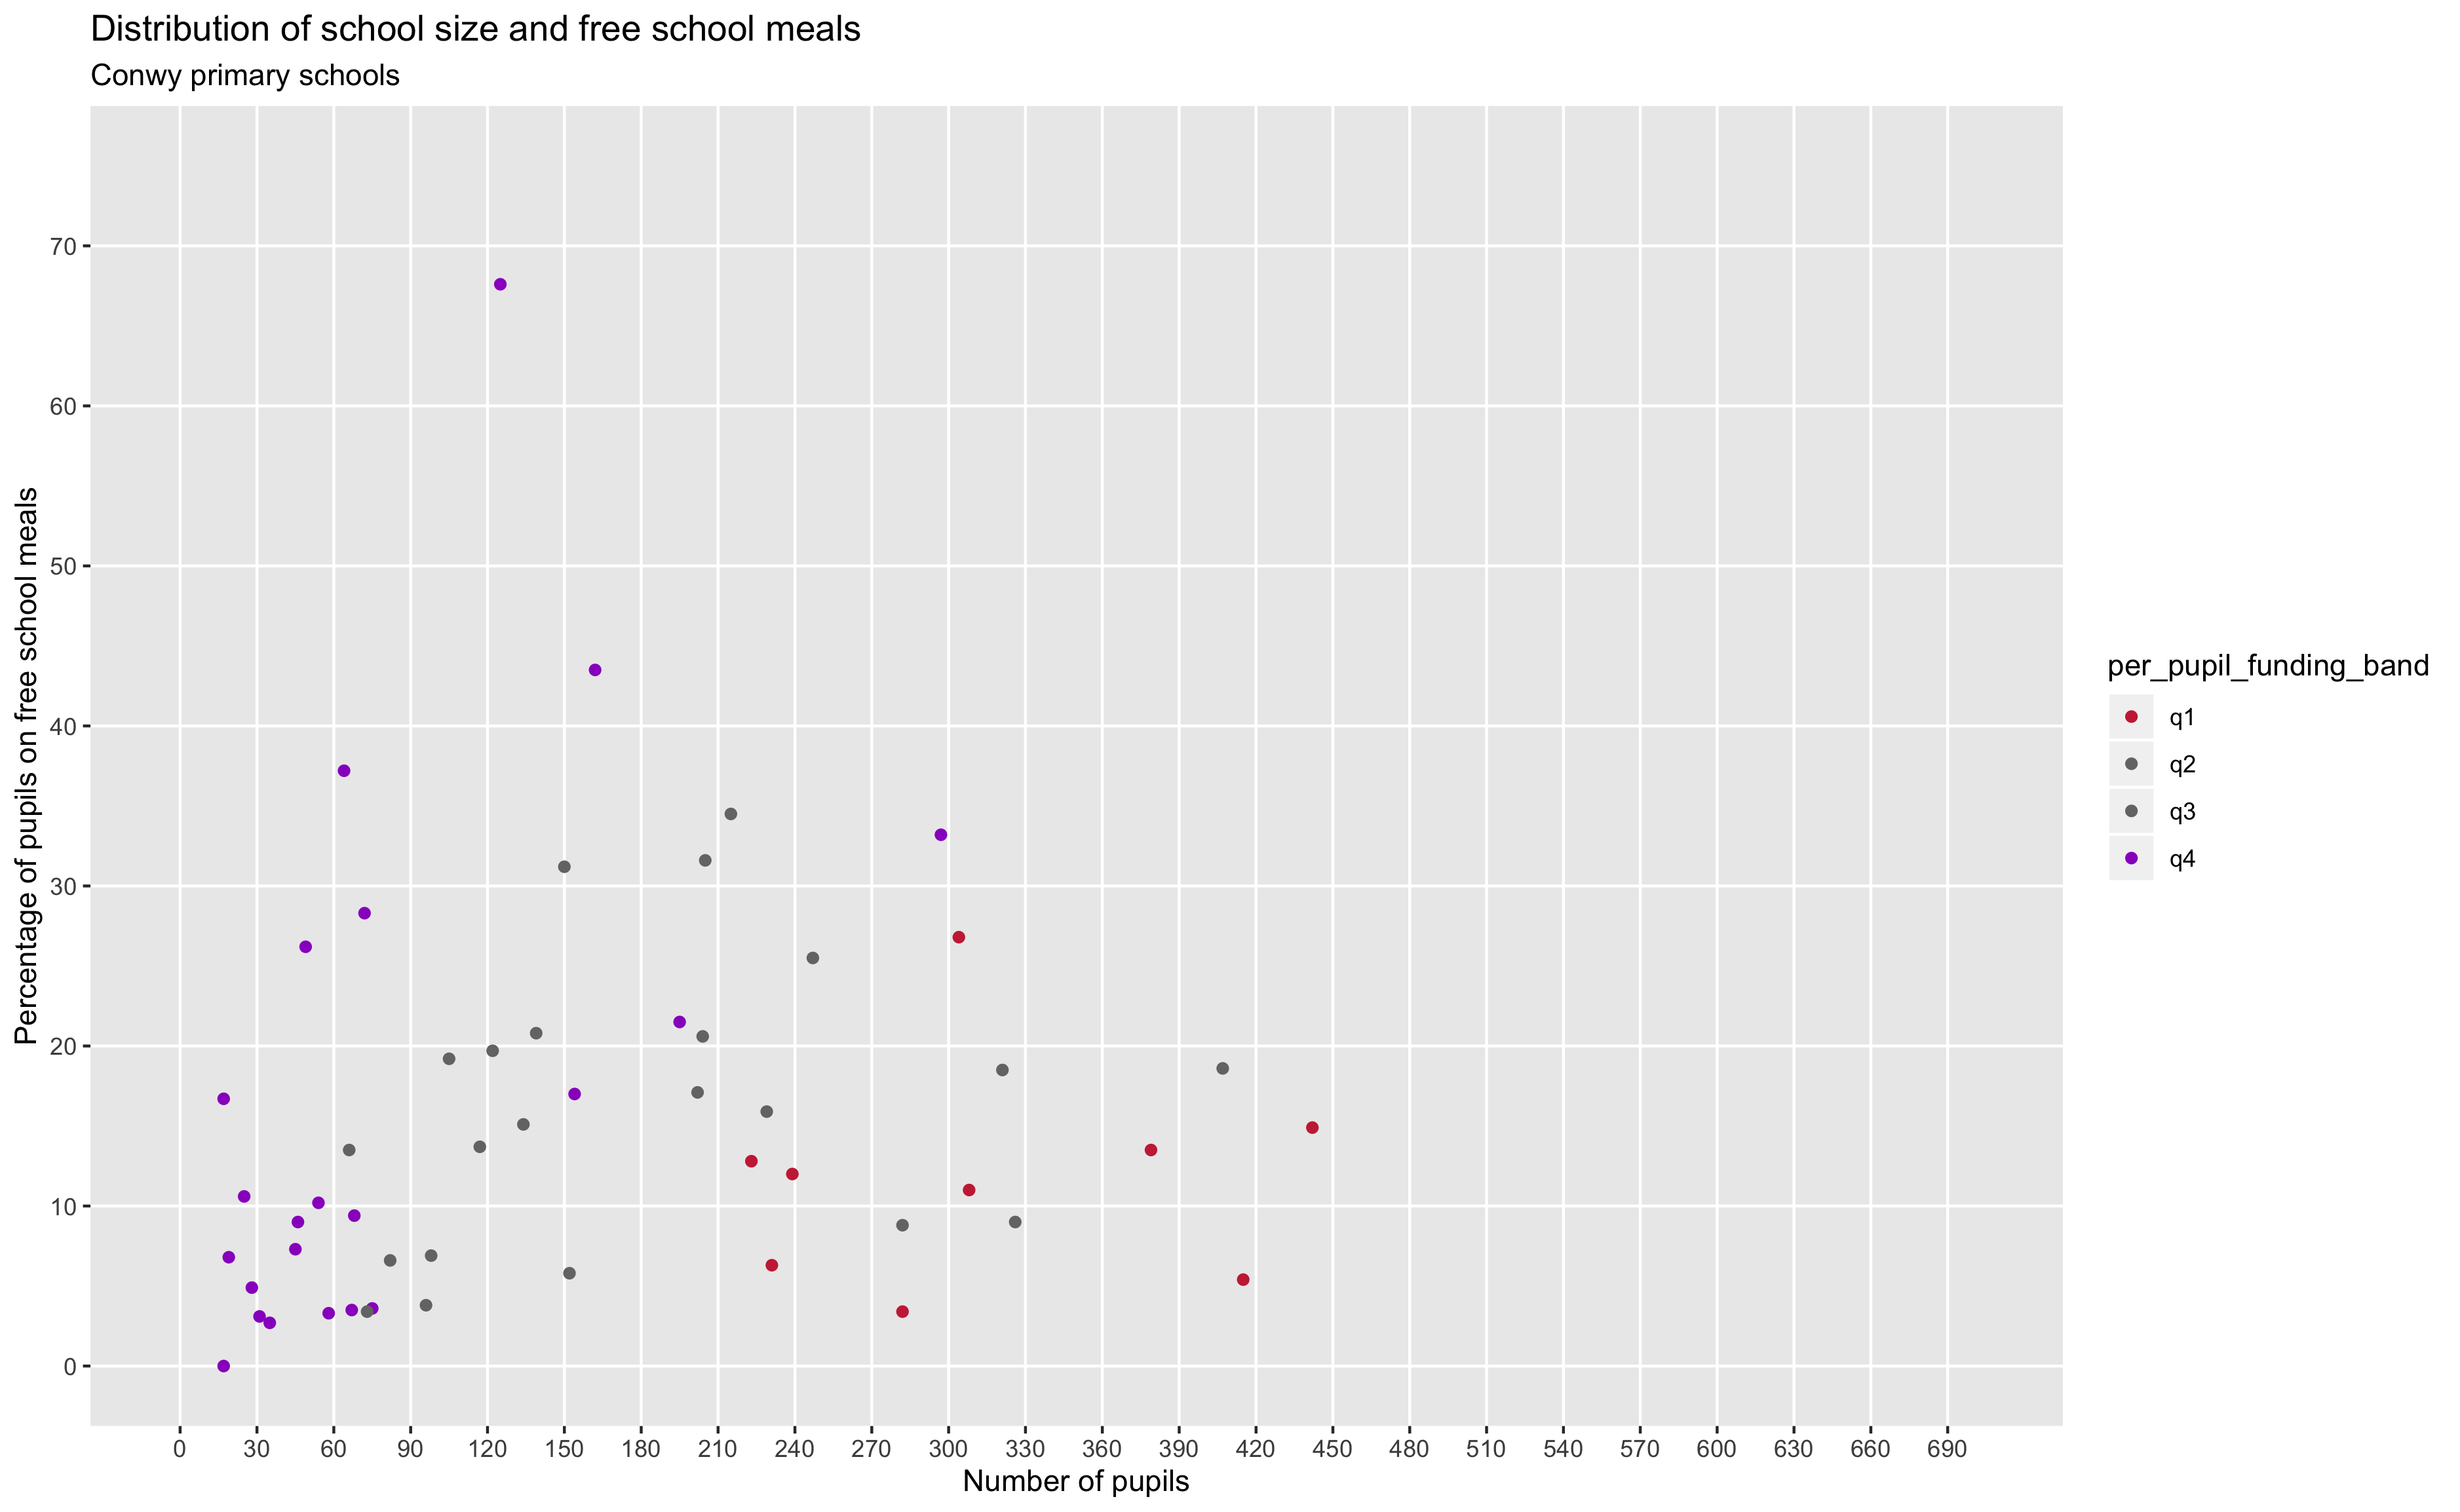 Distribution of school size and free school meals
Conwy primary schools
Percentage of pupils on free school meals
70
60
50
40
30
20
10
0
0 30 60 90 120 150 180 210 240 270 300 330 360 390 420 450 480 510 540 570 600 630 660 690
Number of pupils
per_pupil_funding_band
q1
q2
q3
q4